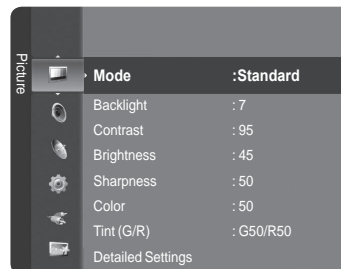 Picture
Mode :Standard
Backlight : 7
Contrast : 95
Brightness : 45
Sharpness : 50
Color : 50
Tint (G/R) : G50/R50
Detailed Settings